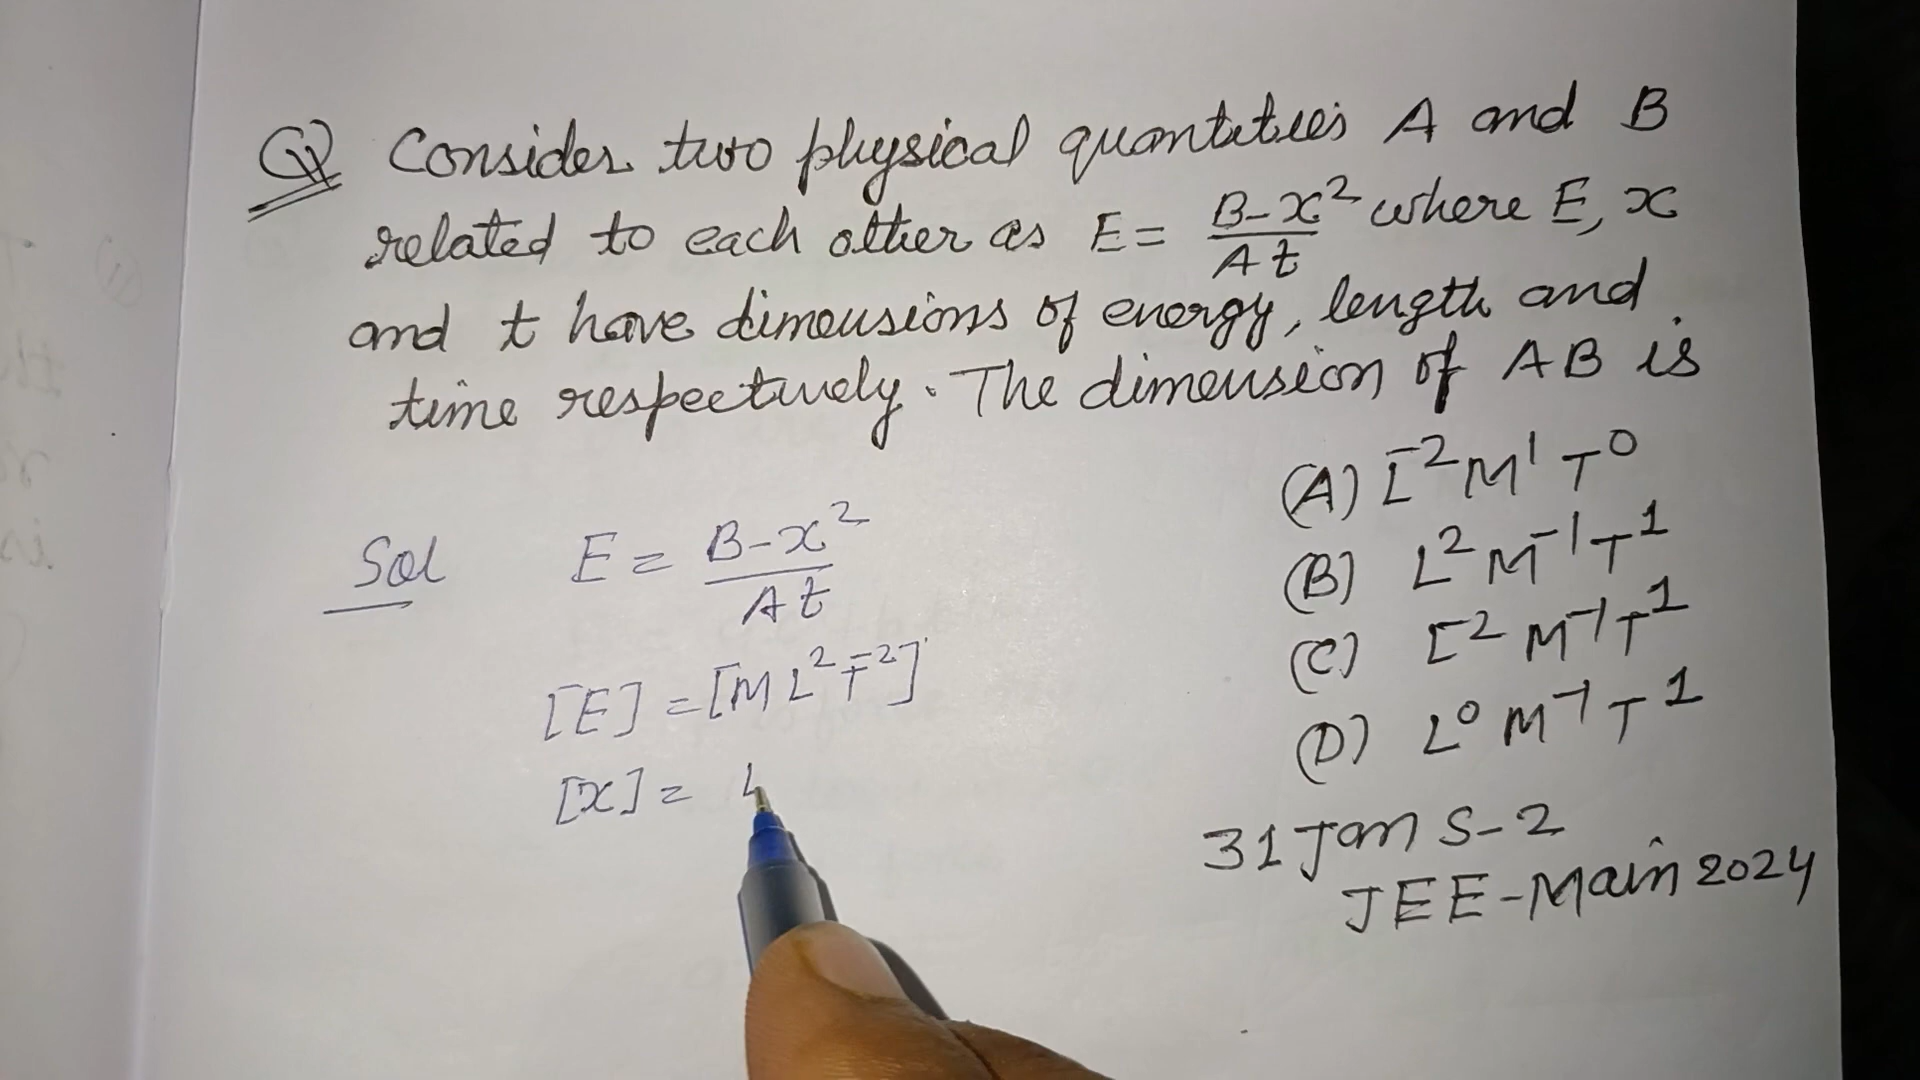 Q Consider two physical quantities A and B
related to each other as E = B-x²/At where E, x
and t have dimensions of energy, length and
time respectively. The dimension of AB is
(A) L⁻²M¹T⁰
(B) L²M⁻¹T¹
(C) L⁻²M⁻¹T¹
(D) L⁰M⁻¹T¹
31 Jan S-2
JEE-Main 2024
Sol E = B-x²/At
[E] = [ML²T⁻²]
[x] = L